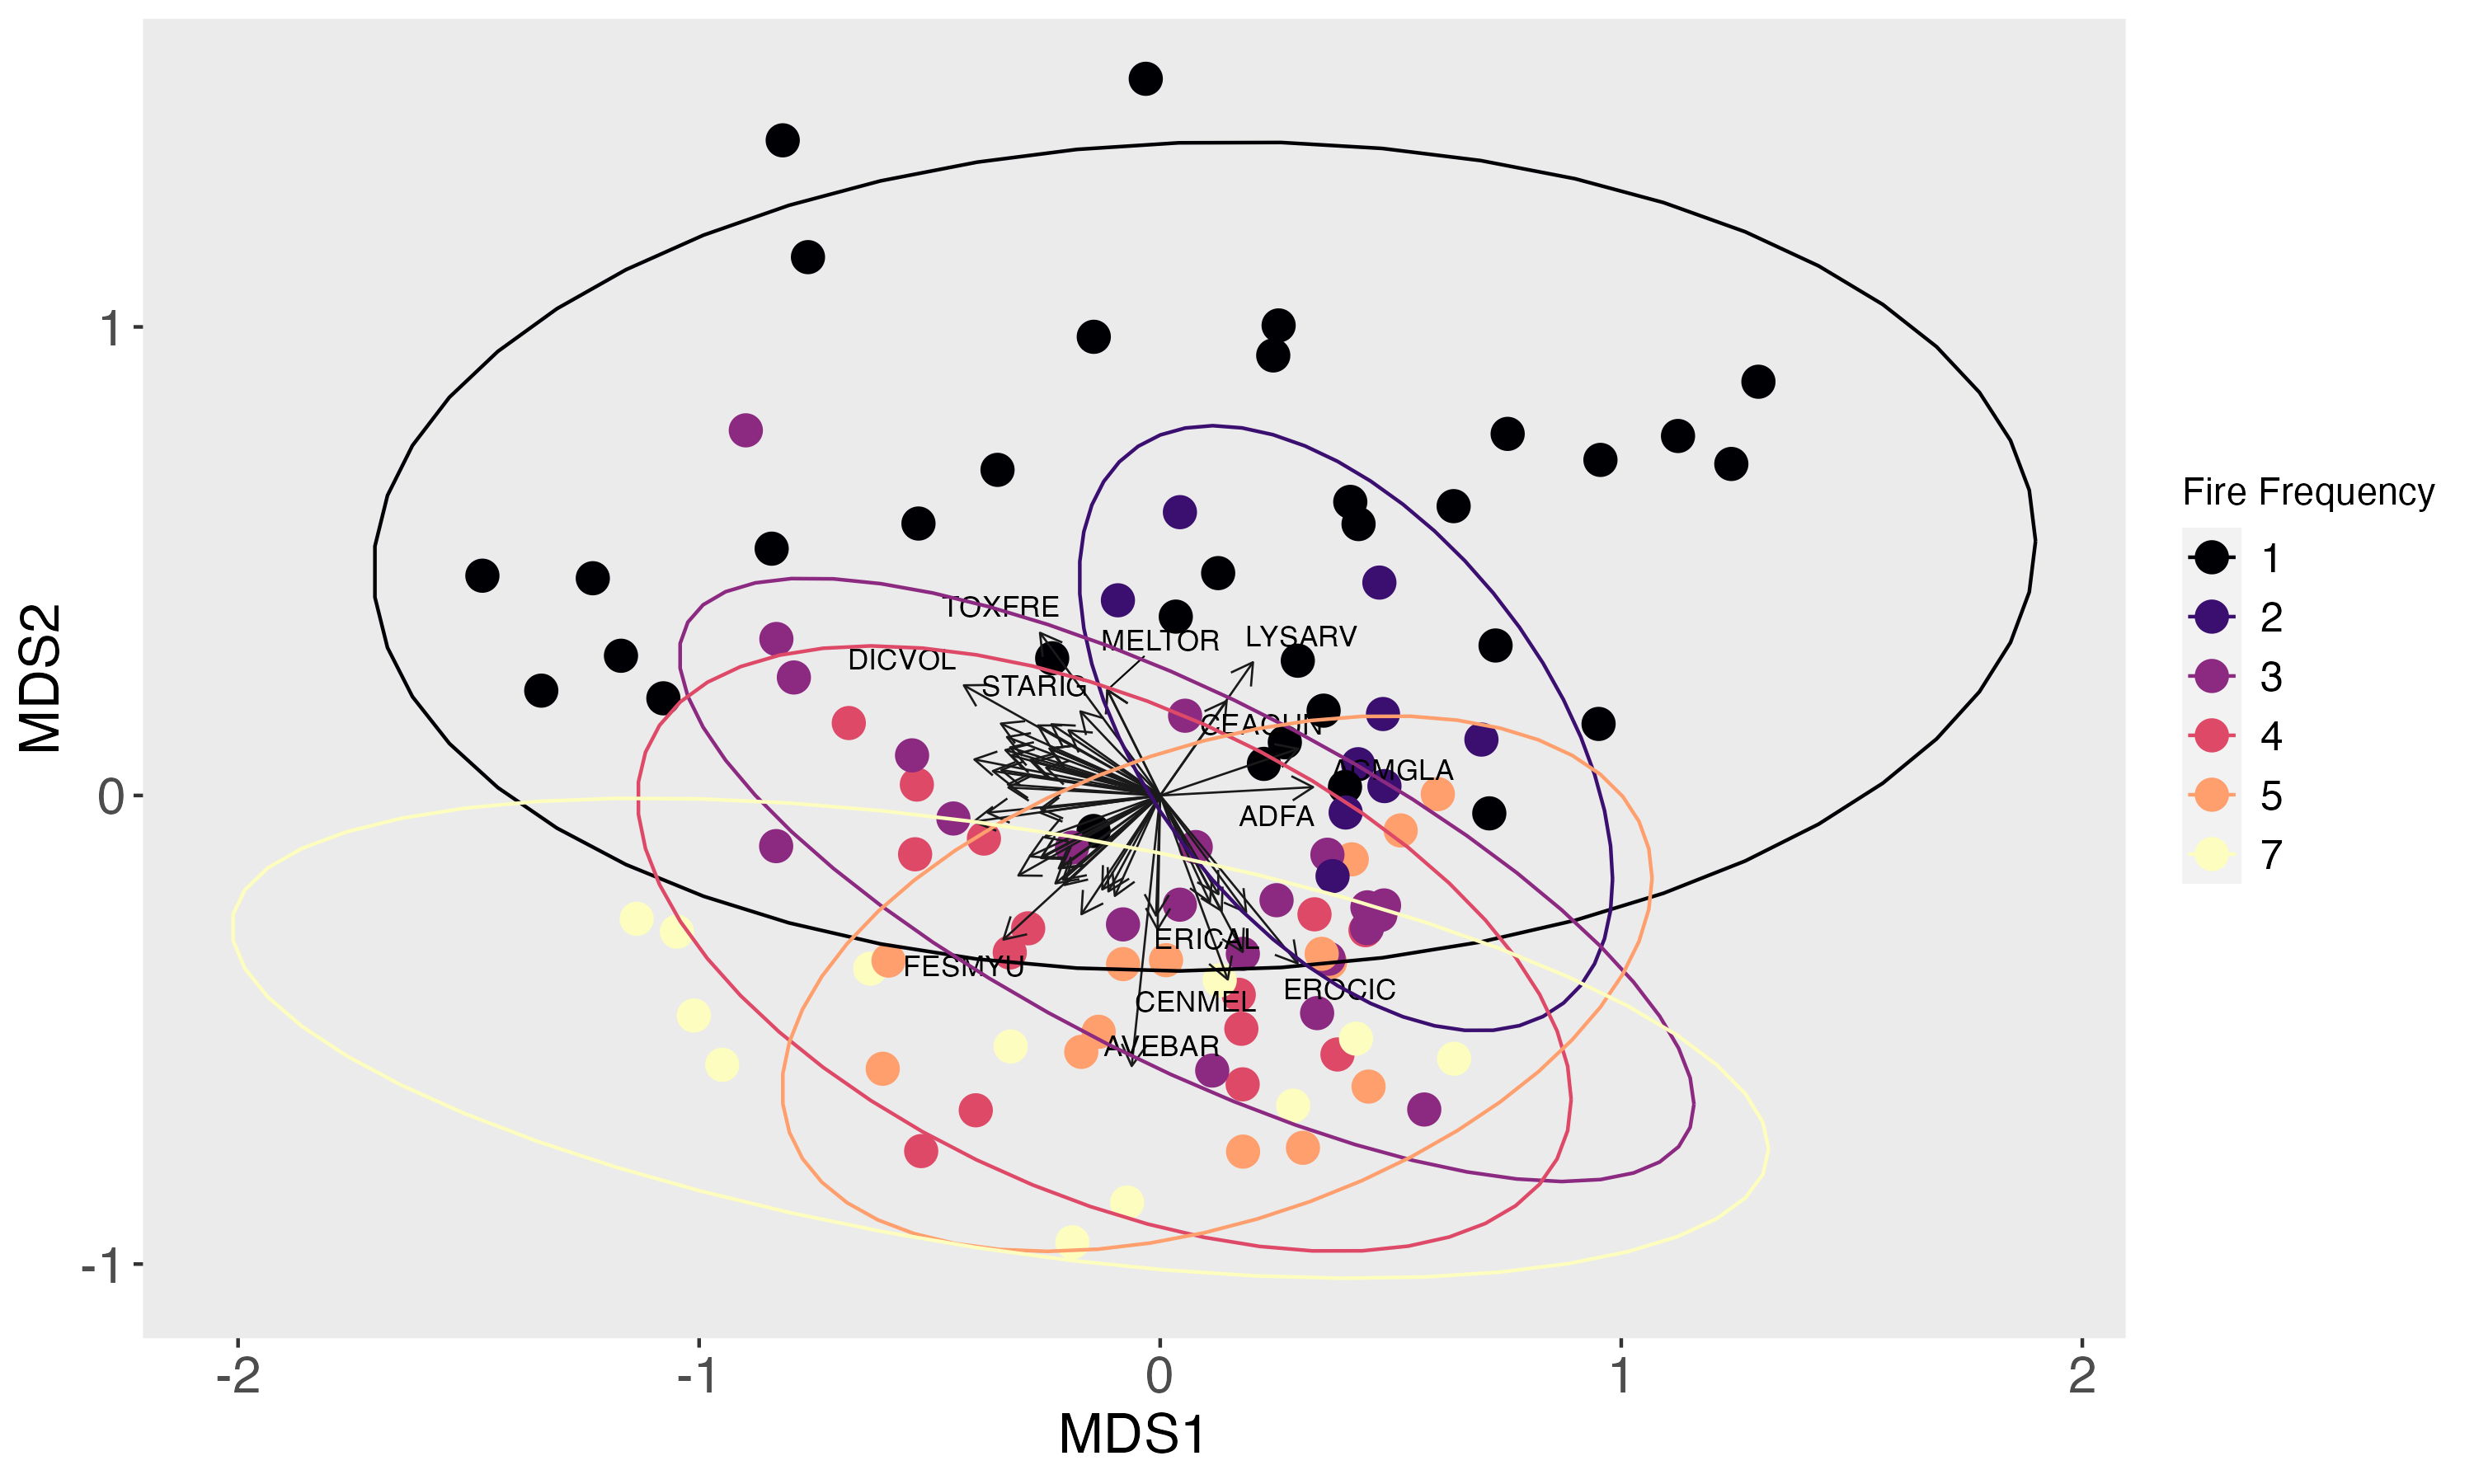 MDS2
1
0
-1
TOXFRE
MELTOR
LYSARV
DICVOL
STARIG
CEAGUN
ACMGLA
ADFA
ERICAL
FESMYU
EROCIC
CENMEL
AVEBAR
-2
-1
0
1
2
MDS1
Fire Frequency
1
2
3
4
5
7